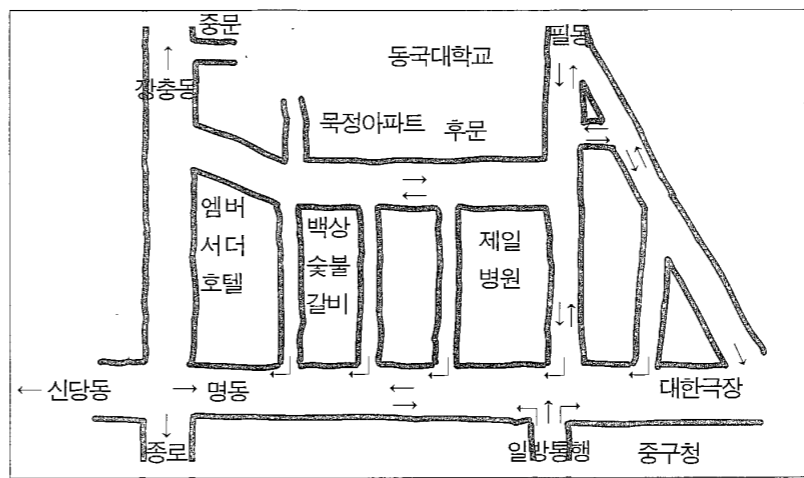 중문
필동
동국대학교
장충동
묵정아파트
후문
엠버
서더
호텔
백상
숯불
갈비
제일
병원
신당동
명동
대한극장
종로
일방통행
중구청